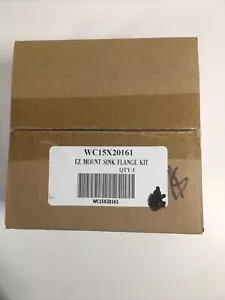 WC15X20161
EZ MOUNT SINK FLANGE KIT
QTY:1
WC15X20161